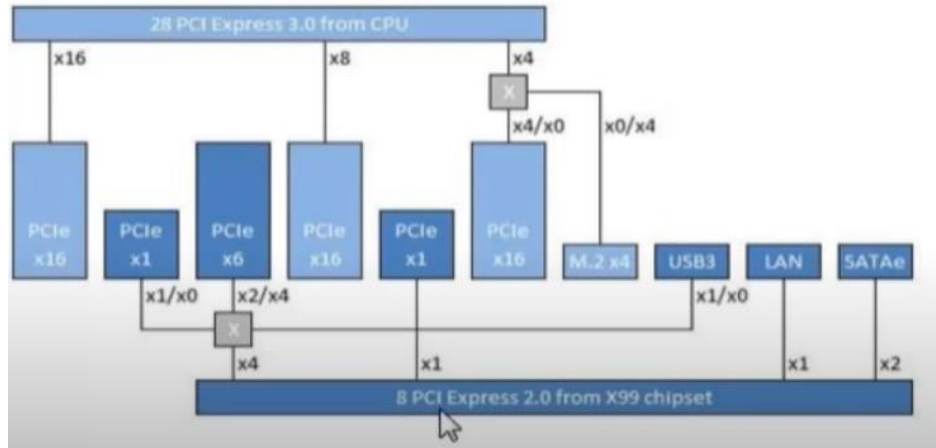 28 PCI Express 3.0 from CPU
x16
x8
x4
X
x4/x0
x0/x4
PCIe
x16
PCIe
x1
PCIe
x6
PCIe
x16
PCIe
x1
PCIe
x16
M.2 x4
USB3
LAN
SATAe
x1/x0
x2/x4
x1/x0
X
x4
x1
x1
x2
8 PCI Express 2.0 from X99 chipset